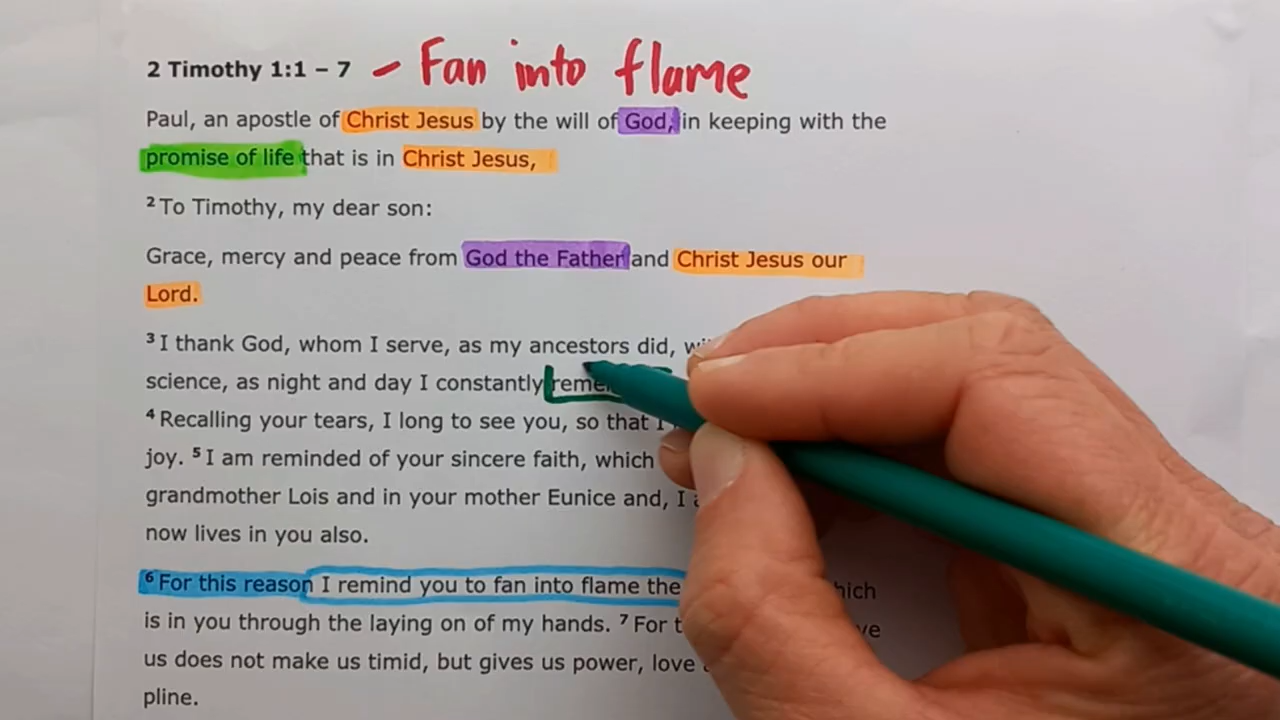 2 Timothy 1:1 – 7 – Fan into flame
Paul, an apostle of Christ Jesus by the will of God, in keeping with the
promise of life that is in Christ Jesus,
2 To Timothy, my dear son:
Grace, mercy and peace from God the Father and Christ Jesus our
Lord.
3 I thank God, whom I serve, as my ancestors did,
science, as night and day I constantly
4 Recalling your tears, I long to see you, so that I
joy. 5 I am reminded of your sincere faith, which
grandmother Lois and in your mother Eunice and, I
now lives in you also.
6 For this reason I remind you to fan into flame the
is in you through the laying on of my hands. 7 For
us does not make us timid, but gives us power, love
pline.